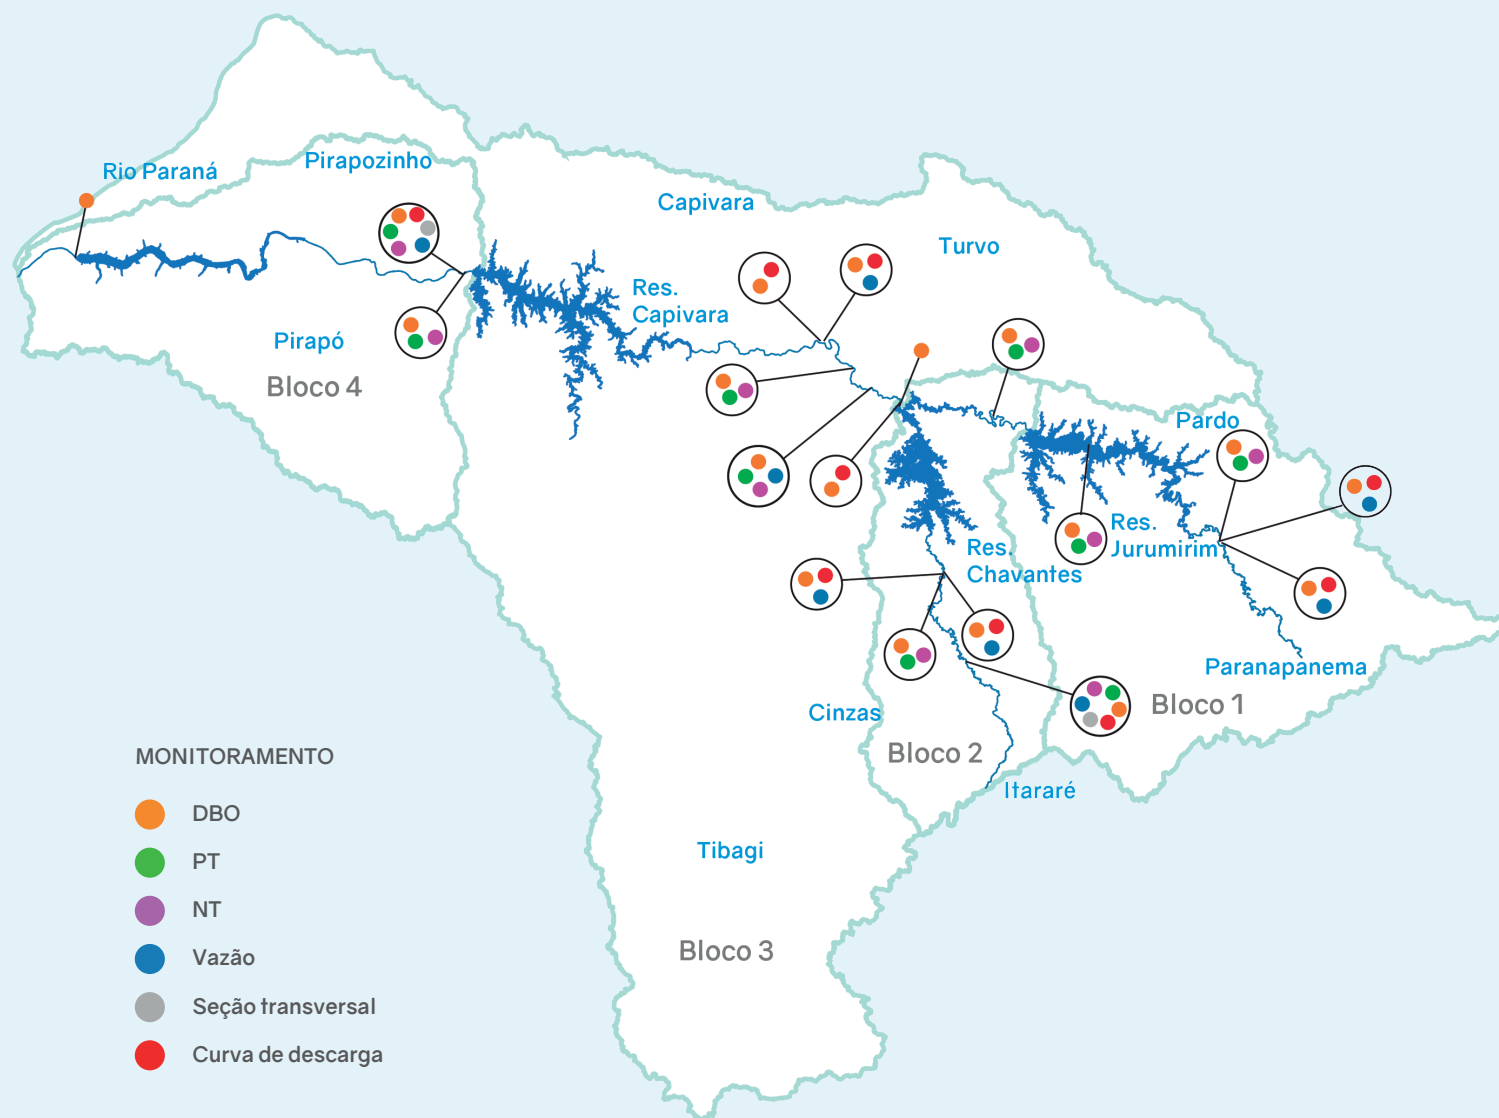 Rio Paraná
Pirapozinho
Capivara
Turvo
Res.
Capivara
Pirapó
Bloco 4
Pardo
Res.
Jurumirim
Res.
Chavantes
Paranapanema
Bloco 1
Cinzas
Bloco 2
Itararé
Tibagi
Bloco 3
MONITORAMENTO
DBO
PT
NT
Vazão
Seção transversal
Curva de descarga